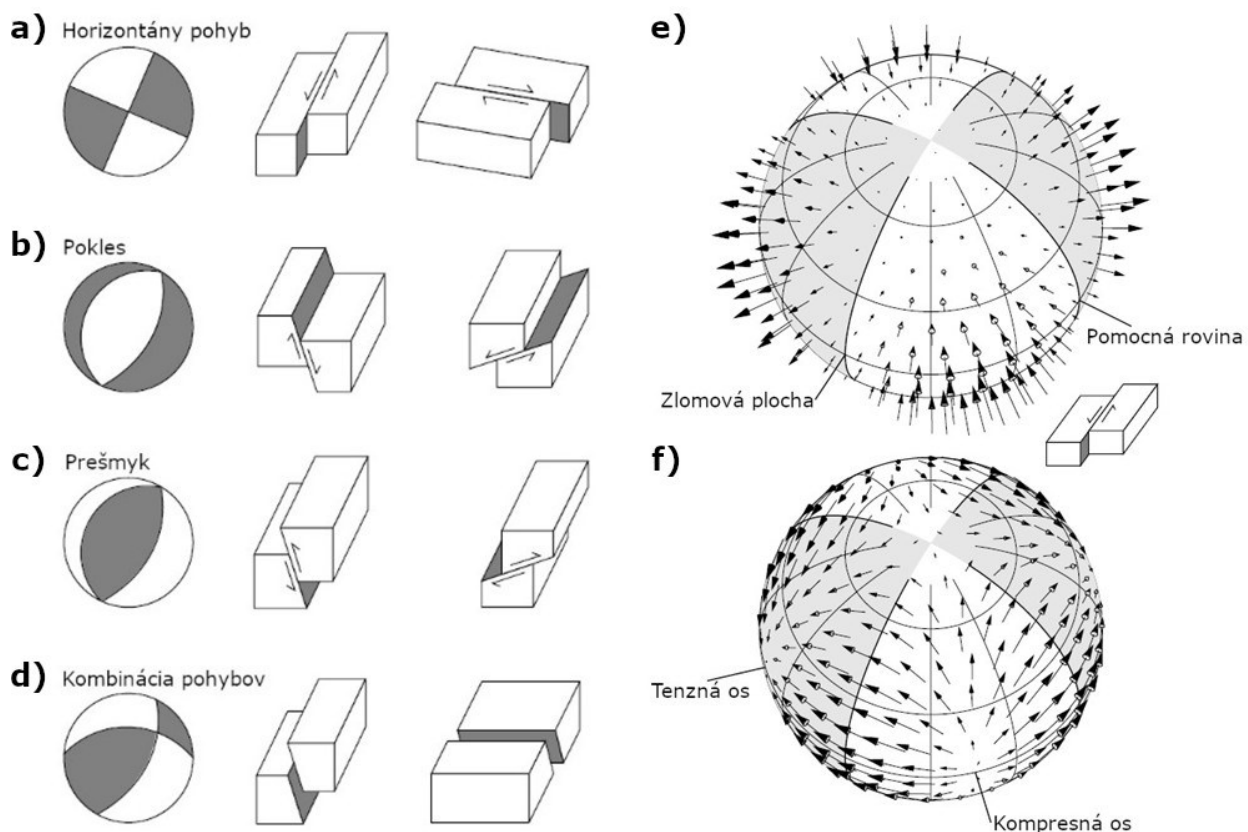 a) Horizontány pohyb
b) Pokles
c) Prešmyk
d) Kombinácia pohybov
e)
Pomocná rovina
Zlomová plocha
f)
Tenzná os
Kompresná os